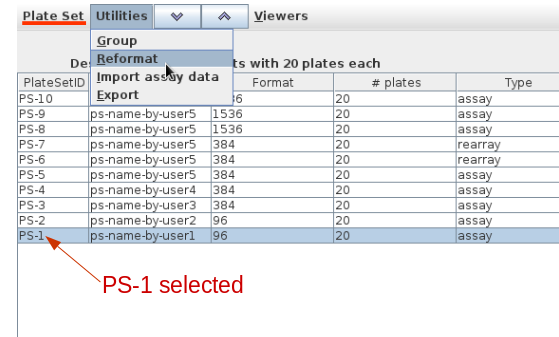 Plate Set Utilities Viewers
Group
Reformat
De ts with 20 plates each
Import assay data
Export
PlateSetID Format # plates Type
PS-10 36 20 assay
PS-9 ps-name-by-user5 1536 20 assay
PS-8 ps-name-by-user5 1536 20 assay
PS-7 ps-name-by-user5 384 20 rearray
PS-6 ps-name-by-user5 384 20 rearray
PS-5 ps-name-by-user5 384 20 assay
PS-4 ps-name-by-user4 384 20 assay
PS-3 ps-name-by-user3 384 20 assay
PS-2 ps-name-by-user2 96 20 assay
PS-1 ps-name-by-user1 96 20 assay
PS-1 selected